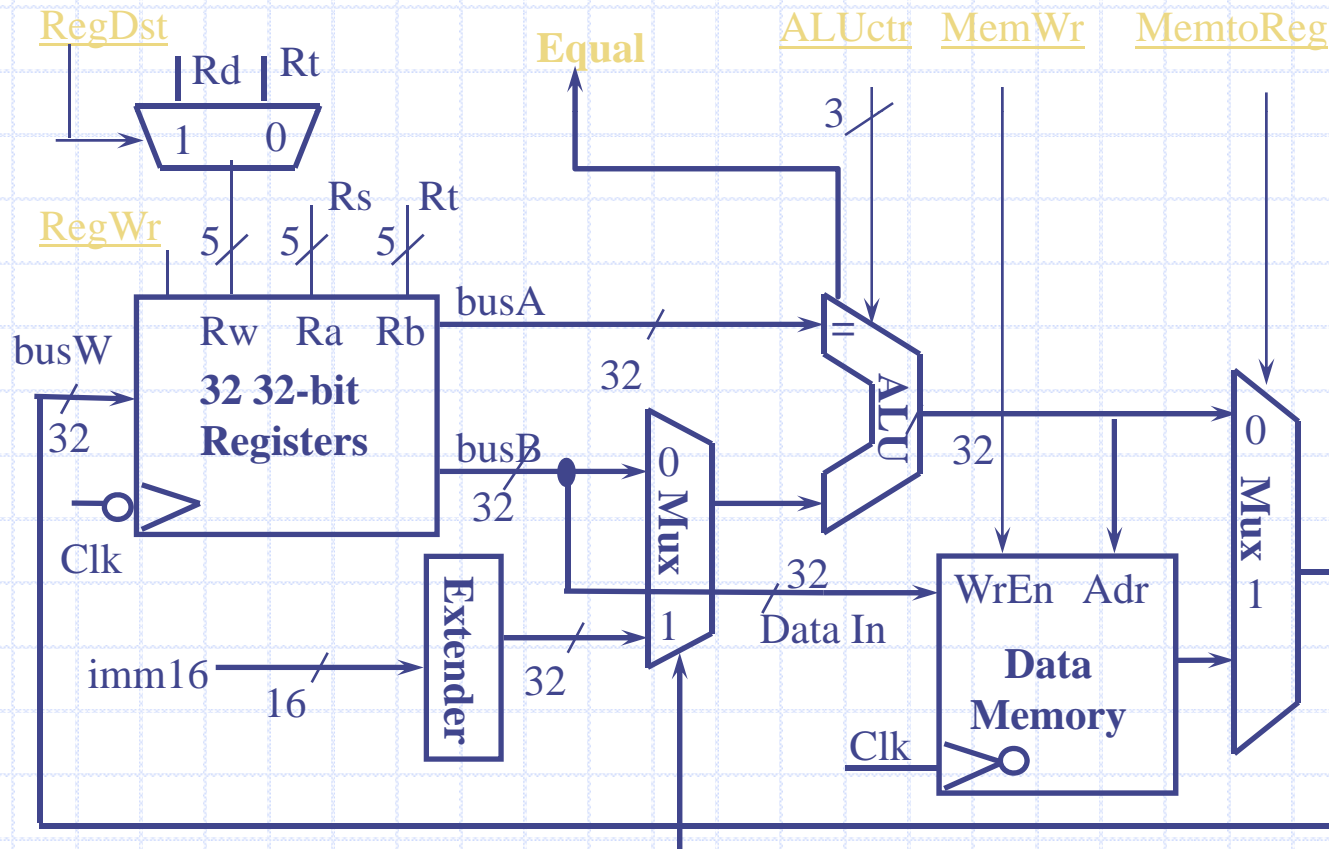 RegDst
ALUctr
MemWr
MemtoReg
Equal
Rd
Rt
3
1
0
Rs
Rt
RegWr
5
5
5
busA
=
Rw
Ra
Rb
busW
32
32 32-bit
Registers
32
ALU
busB
0
32
0
32
Mux
Mux
Clk
32
WrEn
Adr
1
Extender
1
Data In
imm16
32
16
Data
Memory
Clk